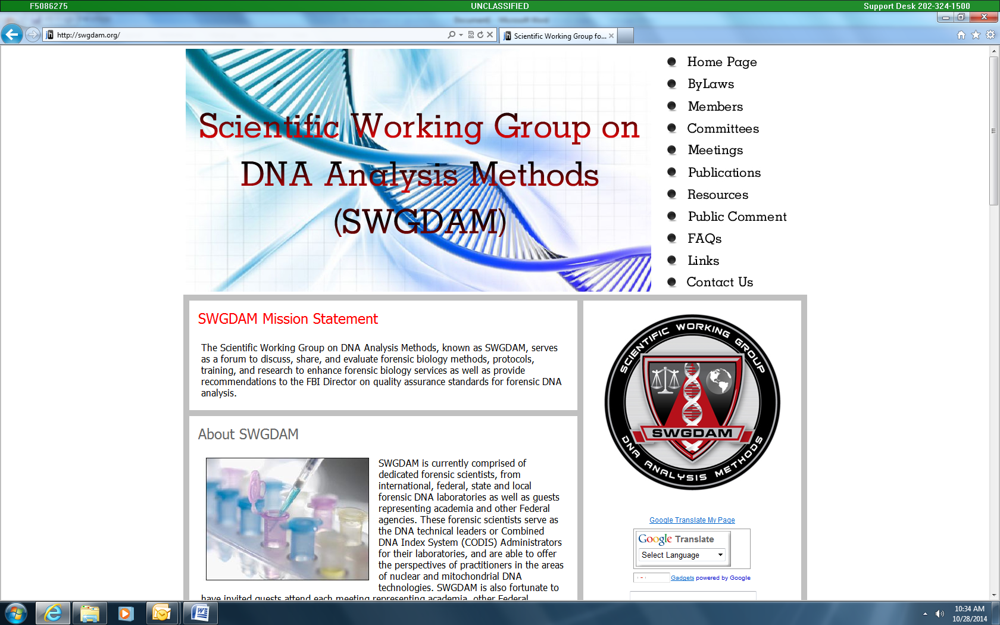 F5086275 UNCLASSIFIED Support Desk 202-324-1500
http://swgdam.org/
Scientific Working Group fo...
Scientific Working Group on
DNA Analysis Methods
(SWGDAM)
Home Page
ByLaws
Members
Committees
Meetings
Publications
Resources
Public Comment
FAQs
Links
Contact Us
SWGDAM Mission Statement
The Scientific Working Group on DNA Analysis Methods, known as SWGDAM, serves
as a forum to discuss, share, and evaluate forensic biology methods, protocols,
training, and research to enhance forensic biology services as well as provide
recommendations to the FBI Director on quality assurance standards for forensic DNA
analysis.
About SWGDAM
SWGDAM is currently comprised of
dedicated forensic scientists, from
international, federal, state and local
forensic DNA laboratories as well as guests
representing academia and other Federal
agencies. These forensic scientists serve as
the DNA technical leaders or Combined
DNA Index System (CODIS) Administrators
for their laboratories, and are able to offer
the perspectives of practitioners in the areas
of nuclear and mitochondrial DNA
technologies. SWGDAM is also fortunate to
have invited guests attend each meeting representing academia, other Federal
SCIENTIFIC WORKING GROUP
SWGDAM
DNA ANALYSIS METHODS
Google Translate My Page
Google Translate
Select Language
Gadgets powered by Google
10:34 AM
10/28/2014